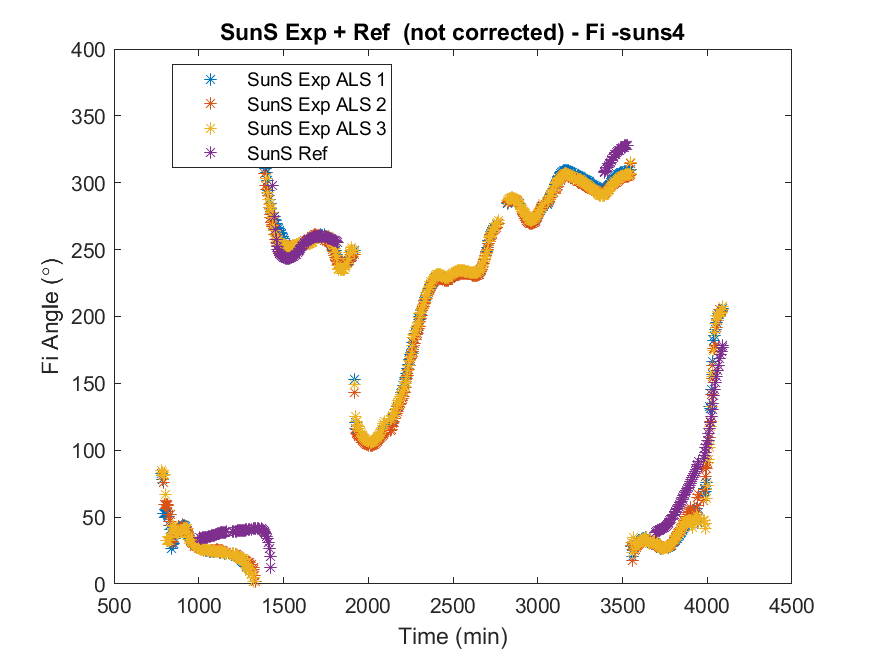 SunS Exp + Ref (not corrected) - Fi -suns4
400
350
300
250
200
150
100
50
0
Fi Angle (°)
SunS Exp ALS 1
SunS Exp ALS 2
SunS Exp ALS 3
SunS Ref
500 1000 1500 2000 2500 3000 3500 4000 4500
Time (min)